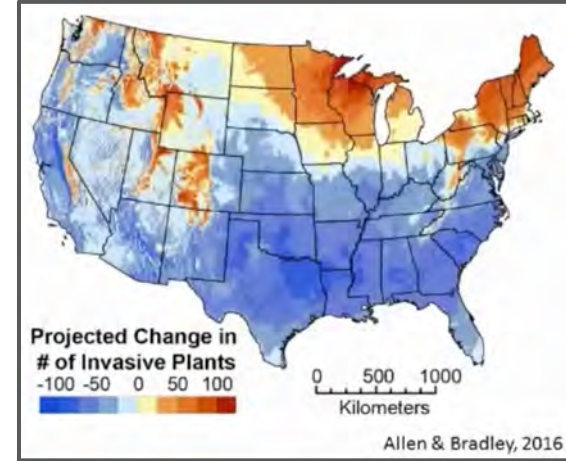 Projected Change in
# of Invasive Plants
-100 -50 0 50 100
0 500 1000
Kilometers
Allen & Bradley, 2016